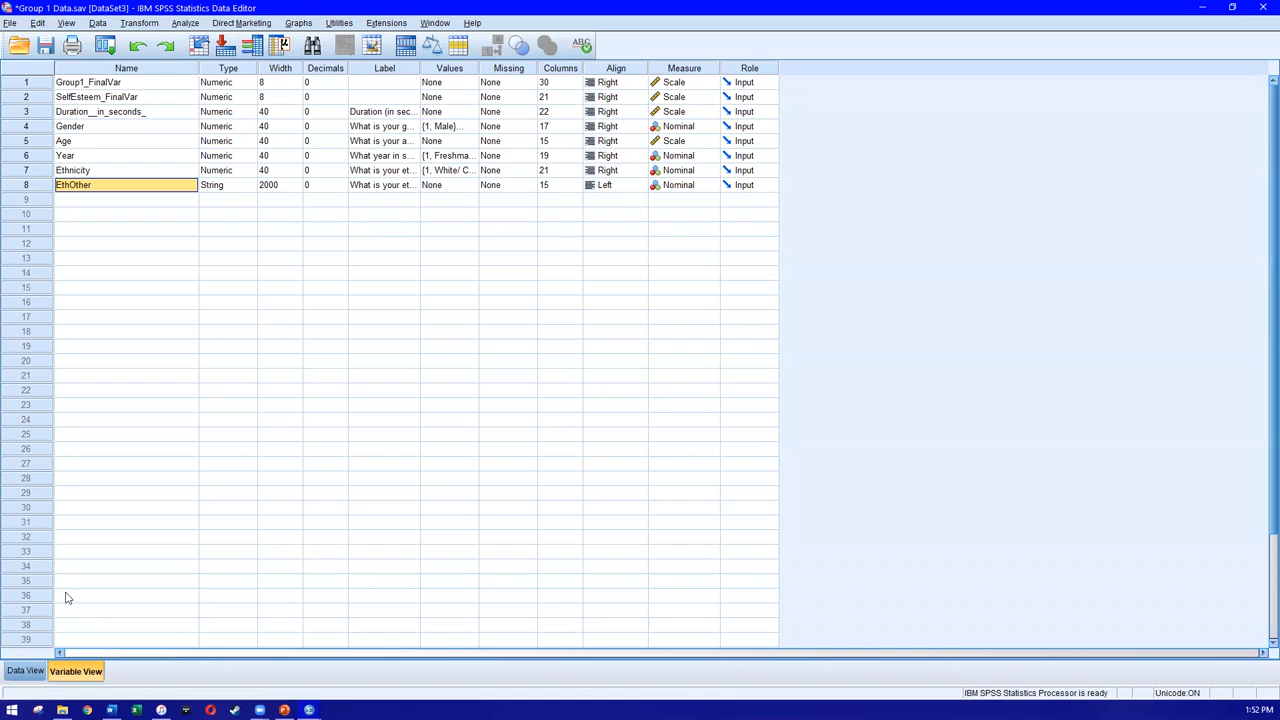 *Group 1 Data.sav [DataSet3] - IBM SPSS Statistics Data Editor
File Edit View Data Transform Analyze Direct Marketing Graphs Utilities Extensions Window Help
Name Type Width Decimals Label Values Missing Columns Align Measure Role
1 Group1_FinalVar Numeric 8 0 None None 30 Right Scale Input
2 SelfEsteem_FinalVar Numeric 8 0 None None 21 Right Scale Input
3 Duration__in_seconds_ Numeric 40 0 Duration (in sec... None None 22 Right Scale Input
4 Gender Numeric 40 0 What is your g... {1, Male}... None 17 Right Nominal Input
5 Age Numeric 40 0 What is your a... None None 15 Right Scale Input
6 Year Numeric 40 0 What year in s... {1, Freshma... None 19 Right Nominal Input
7 Ethnicity Numeric 40 0 What is your et... {1, White/ C... None 21 Right Nominal Input
8 EthOther String 2000 0 What is your et... None None 15 Left Nominal Input
9
10
11
12
13
14
15
16
17
18
19
20
21
22
23
24
25
26
27
28
29
30
31
32
33
34
35
36
37
38
39
Data View Variable View
IBM SPSS Statistics Processor is ready Unicode:ON
1:52 PM